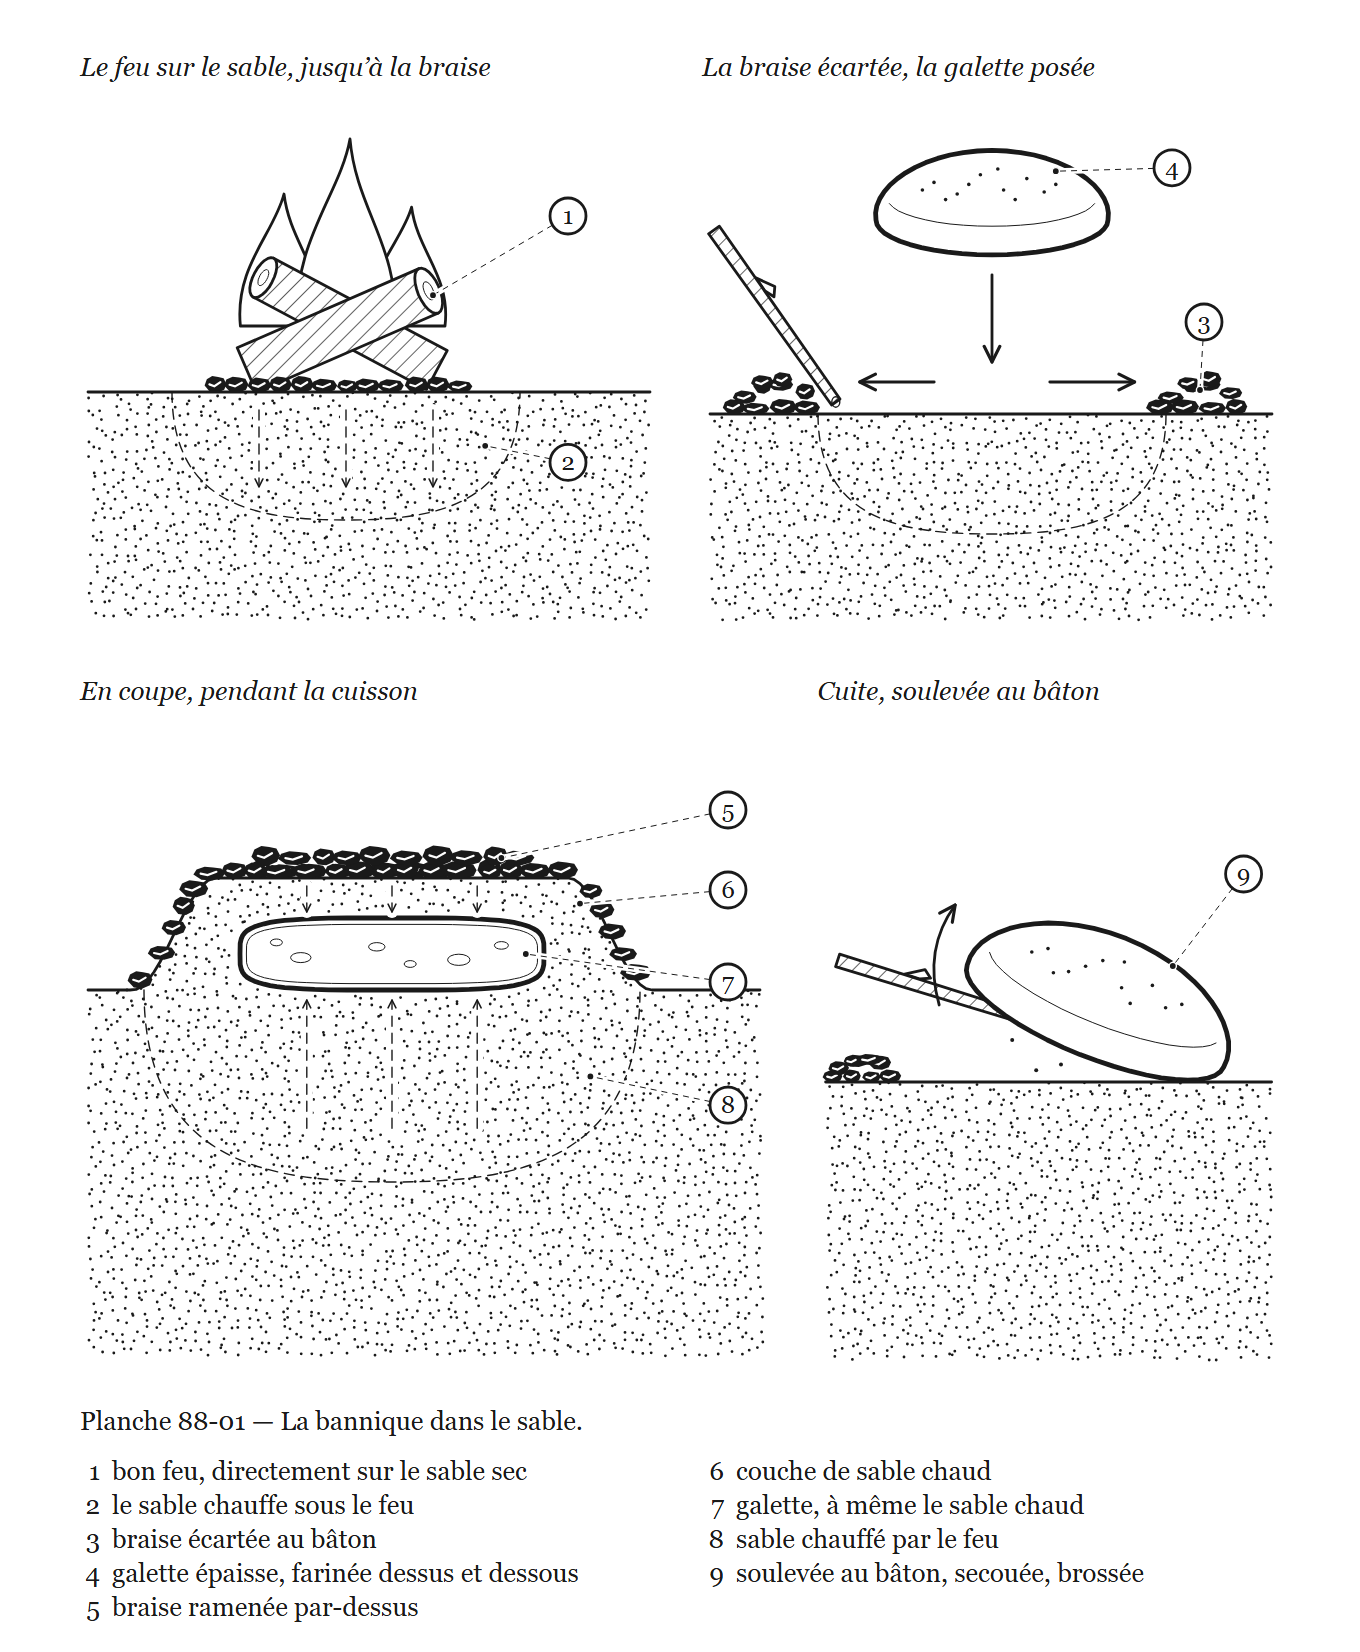 Le feu sur le sable, jusqu’à la braise
La braise écartée, la galette posée
1
4
3
2
En coupe, pendant la cuisson
Cuite, soulevée au bâton
5
6
9
7
8
Planche 88-01 — La bannique dans le sable.
1 bon feu, directement sur le sable sec
2 le sable chauffe sous le feu
3 braise écartée au bâton
4 galette épaisse, farinée dessus et dessous
5 braise ramenée par-dessus
6 couche de sable chaud
7 galette, à même le sable chaud
8 sable chauffé par le feu
9 soulevée au bâton, secouée, brossée